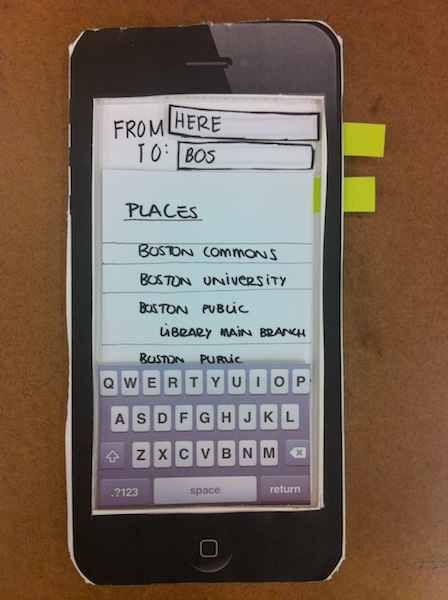 FROM HERE
TO: BOS
PLACES
BOSTON COMMONS
BOSTON UNIVERSITY
BOSTON PUBLIC
LIBRARY MAIN BRANCH
BOSTON PUBLIC
Q W E R T Y U I O P
A S D F G H J K L
Z X C V B N M
.?123 space return